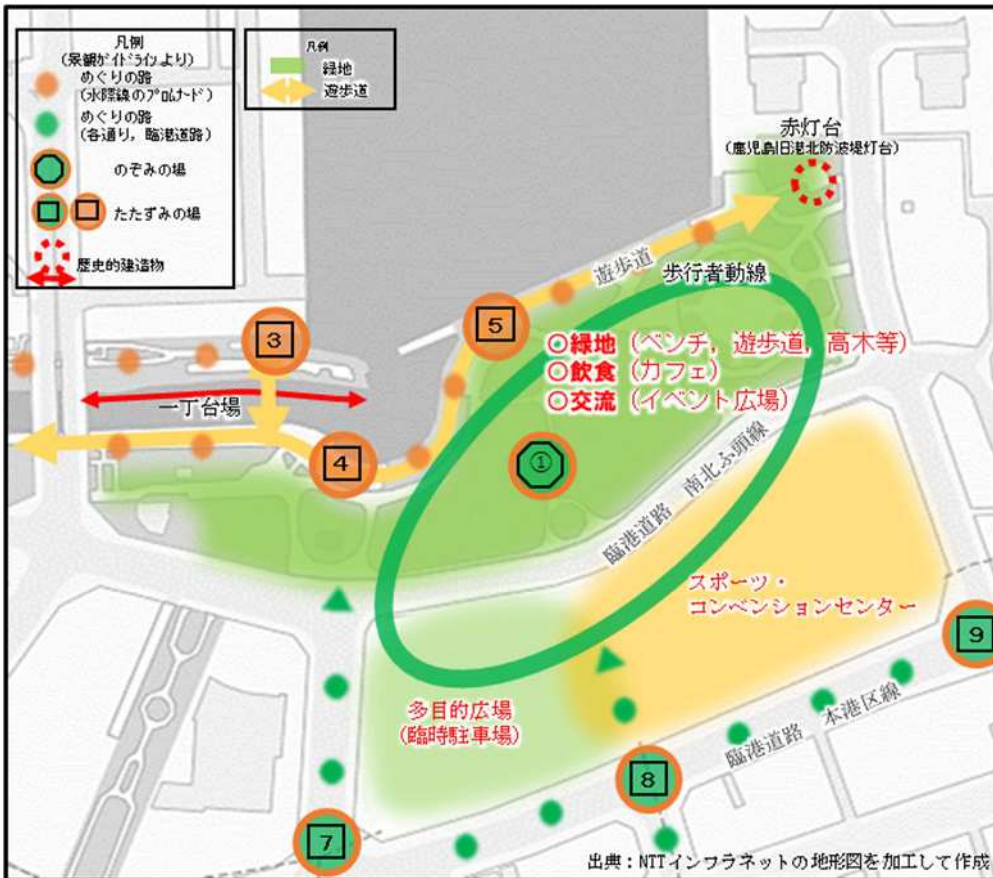 凡例
(景観ガイドラインより)
めぐりの路
(水際線のプロムナード)
めぐりの路
(各通り，臨港道路)
のぞみの場
たたずみの場
歴史的建造物
凡例
緑地
遊歩道
赤灯台
(鹿児島旧港北防波堤灯台)
遊歩道
歩行者動線
3
5
○緑地（ベンチ，遊歩道，高木等）
○飲食（カフェ）
○交流（イベント広場）
一丁台場
4
①
臨港道路　南北ふ頭線
スポーツ・
コンベンションセンター
9
多目的広場
(臨時駐車場)
臨港道路　本港区線
8
7
出典：NTTインフラネットの地形図を加工して作成